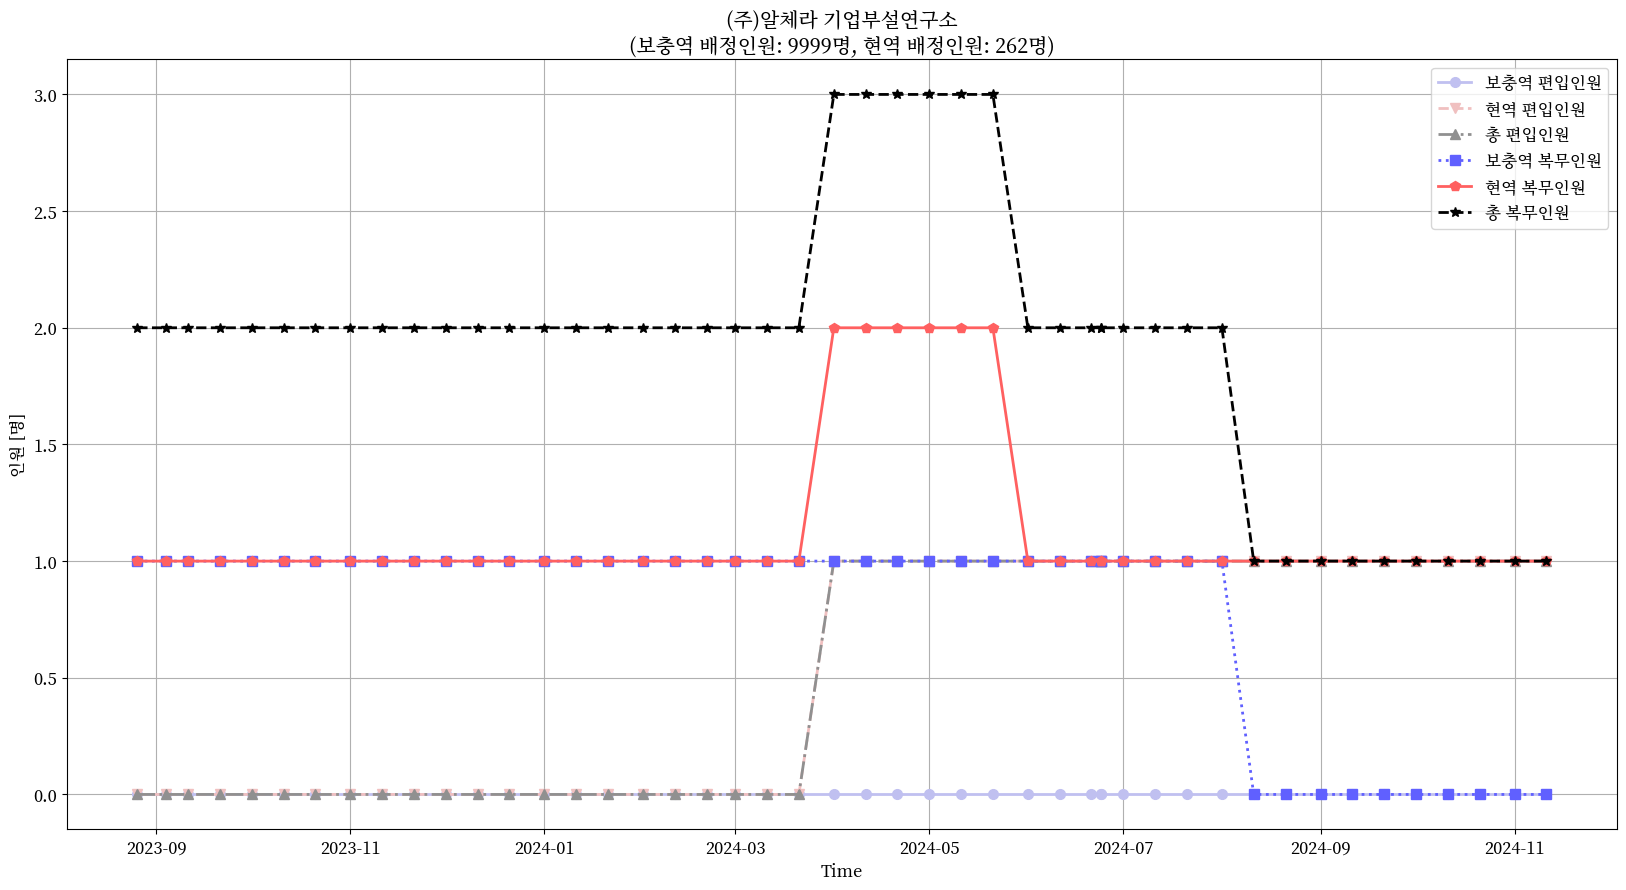 (주)알체라 기업부설연구소
(보충역 배정인원: 9999명, 현역 배정인원: 262명)
보충역 편입인원
현역 편입인원
총 편입인원
보충역 복무인원
현역 복무인원
총 복무인원
인원 [명]
3.0
2.5
2.0
1.5
1.0
0.5
0.0
2023-09 2023-11 2024-01 2024-03 2024-05 2024-07 2024-09 2024-11
Time